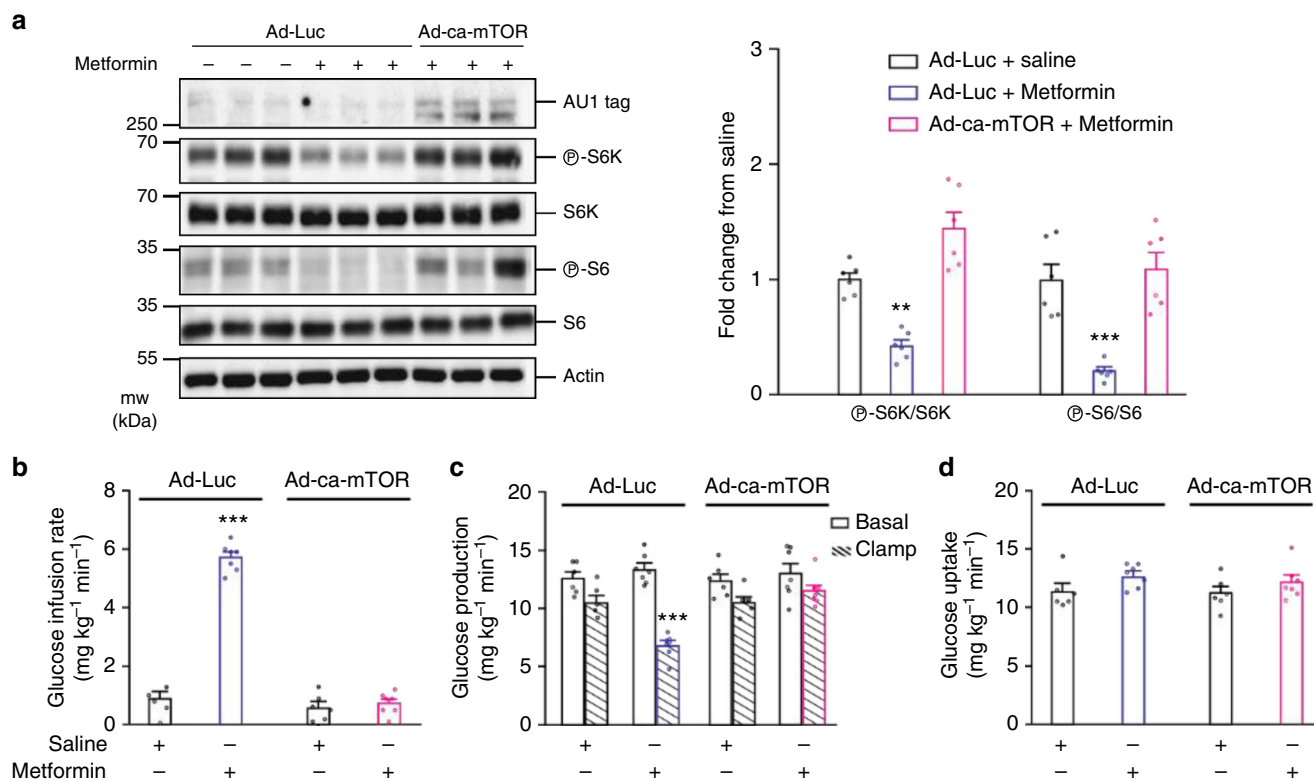 a
Ad-Luc Ad-ca-mTOR
Metformin – – – + + + + + +
AU1 tag
250
70
Ⓟ-S6K
70
S6K
35
Ⓟ-S6
35
S6
55
Actin
mw
(kDa)
Fold change from saline
3
2
1
0
Ad-Luc + saline
Ad-Luc + Metformin
Ad-ca-mTOR + Metformin
**
***
Ⓟ-S6K/S6K Ⓟ-S6/S6
b
Ad-Luc Ad-ca-mTOR
Glucose infusion rate
(mg kg⁻¹ min⁻¹)
8
6
4
2
0
***
Saline + – + –
Metformin – + – +
c
Ad-Luc Ad-ca-mTOR
Glucose production
(mg kg⁻¹ min⁻¹)
20
15
10
5
0
***
Basal
Clamp
+ – + –
– + – +
d
Ad-Luc Ad-ca-mTOR
Glucose uptake
(mg kg⁻¹ min⁻¹)
20
15
10
5
0
+ – + –
– + – +